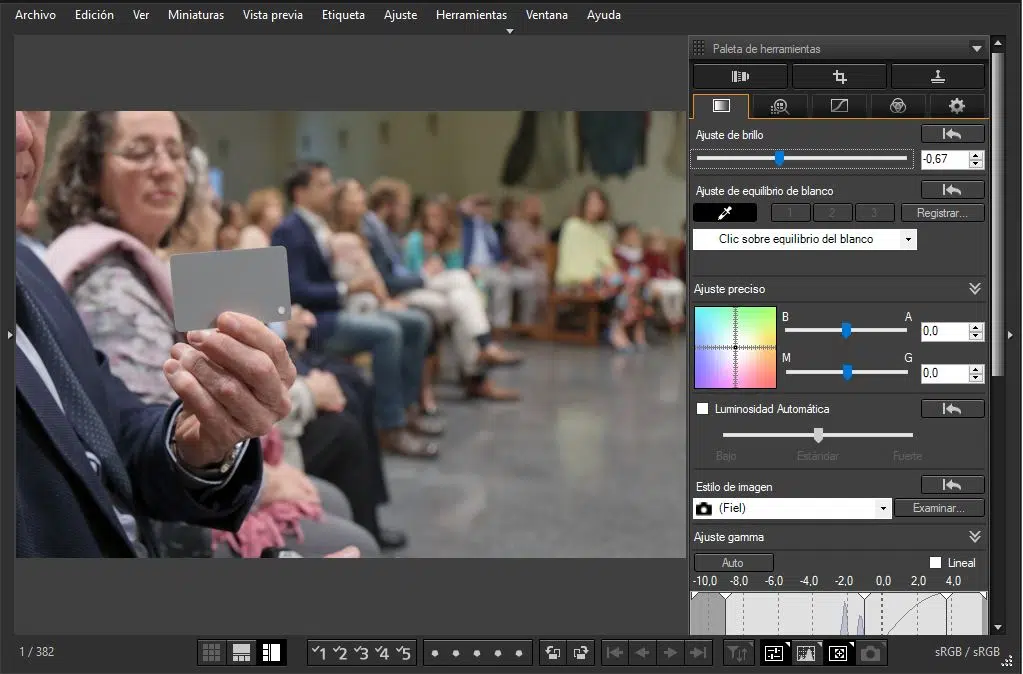 Archivo Edición Ver Miniaturas Vista previa Etiqueta Ajuste Herramientas Ventana Ayuda
Paleta de herramientas
Ajuste de brillo
-0,67
Ajuste de equilibrio de blanco
1 2 3 Registrar...
Clic sobre equilibrio del blanco
Ajuste preciso
B A
0,0
M G
0,0
Luminosidad Automática
Bajo Estándar Fuerte
Estilo de imagen
(Fiel) Examinar...
Ajuste gamma
Auto Lineal
-10,0 -8,0 -6,0 -4,0 -2,0 0,0 2,0 4,0
1 / 382 1 2 3 4 5 sRGB / sRGB